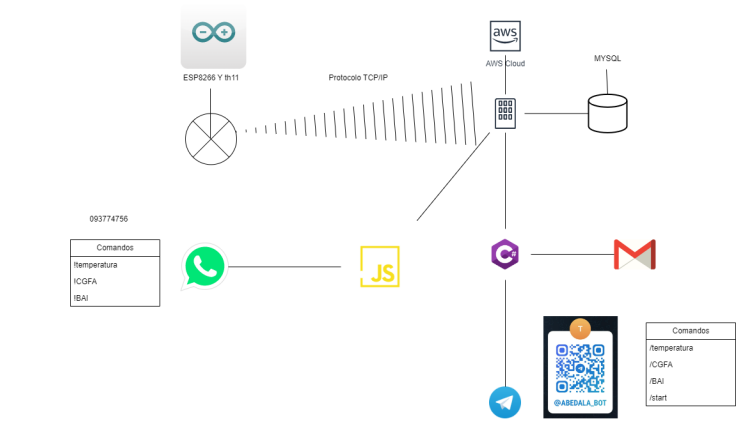 aws
AWS Cloud
MYSQL
ESP8266 Y th11
Protocolo TCP/IP
093774756
Comandos
!temperatura
!CGFA
!BAI
JS
C#
T
@ABEDALA_BOT
Comandos
/temperatura
/CGFA
/BAI
/start